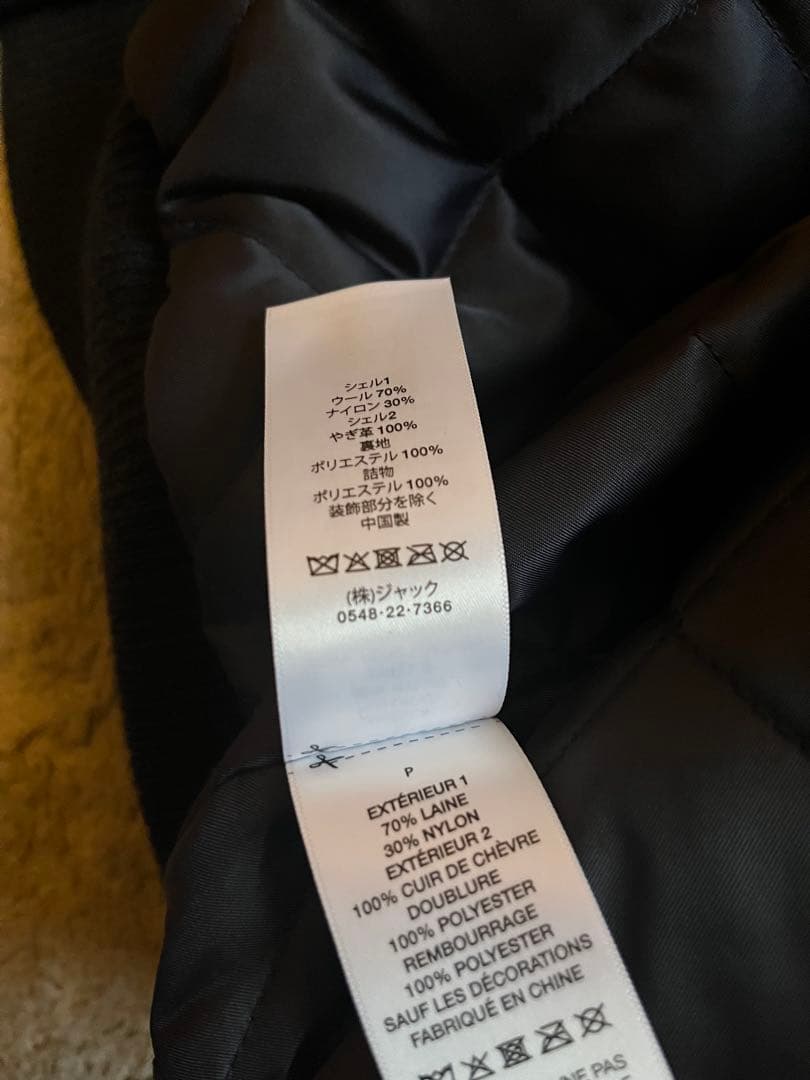 シェル1
ウール 70%
ナイロン 30%
シェル2
やぎ革 100%
裏地
ポリエステル 100%
詰物
ポリエステル 100%
装飾部分を除く
中国製
(株)ジャック
0548·22·7366
P
EXTÉRIEUR 1
70% LAINE
30% NYLON
EXTÉRIEUR 2
100% CUIR DE CHÈVRE
DOUBLURE
100% POLYESTER
REMBOURRAGE
100% POLYESTER
SAUF LES DÉCORATIONS
FABRIQUÉ EN CHINE
NE PAS